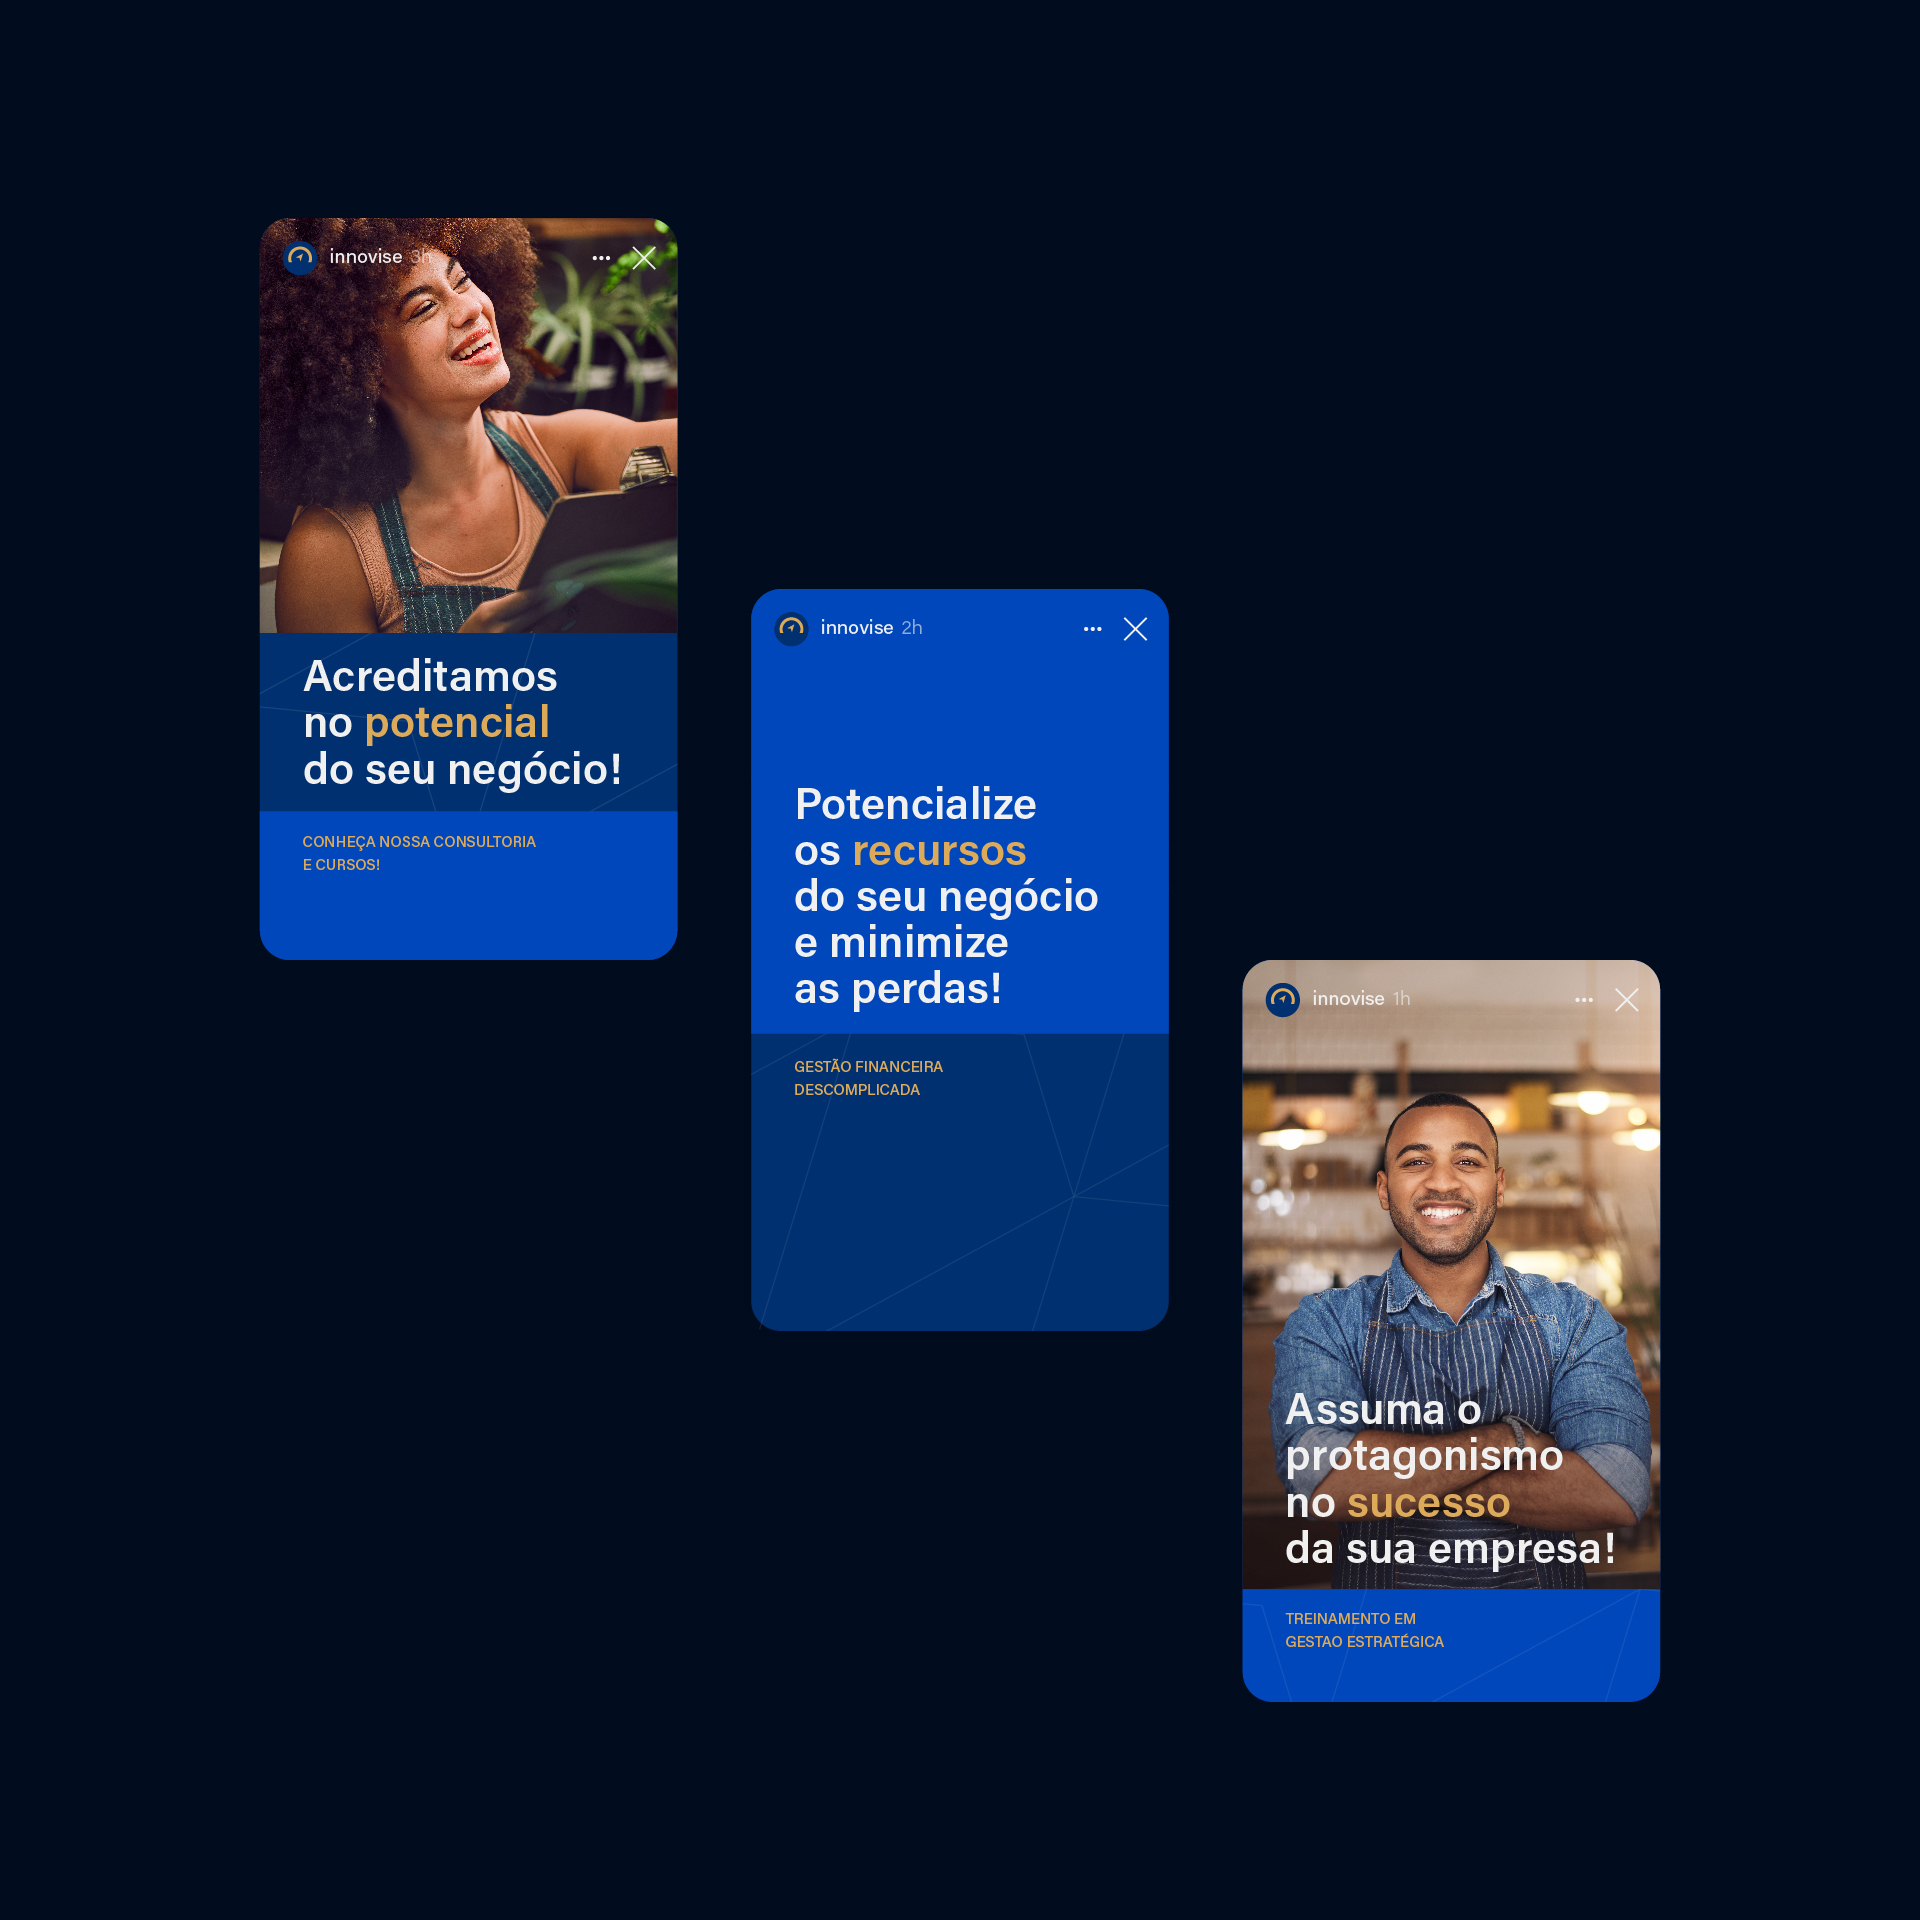 innovise 3h
Acreditamos
no potencial
do seu negócio!
CONHEÇA NOSSA CONSULTORIA
E CURSOS!
innovise 2h
Potencialize
os recursos
do seu negócio
e minimize
as perdas!
GESTÃO FINANCEIRA
DESCOMPLICADA
innovise 1h
Assuma o
protagonismo
no sucesso
da sua empresa!
TREINAMENTO EM
GESTAO ESTRATÉGICA